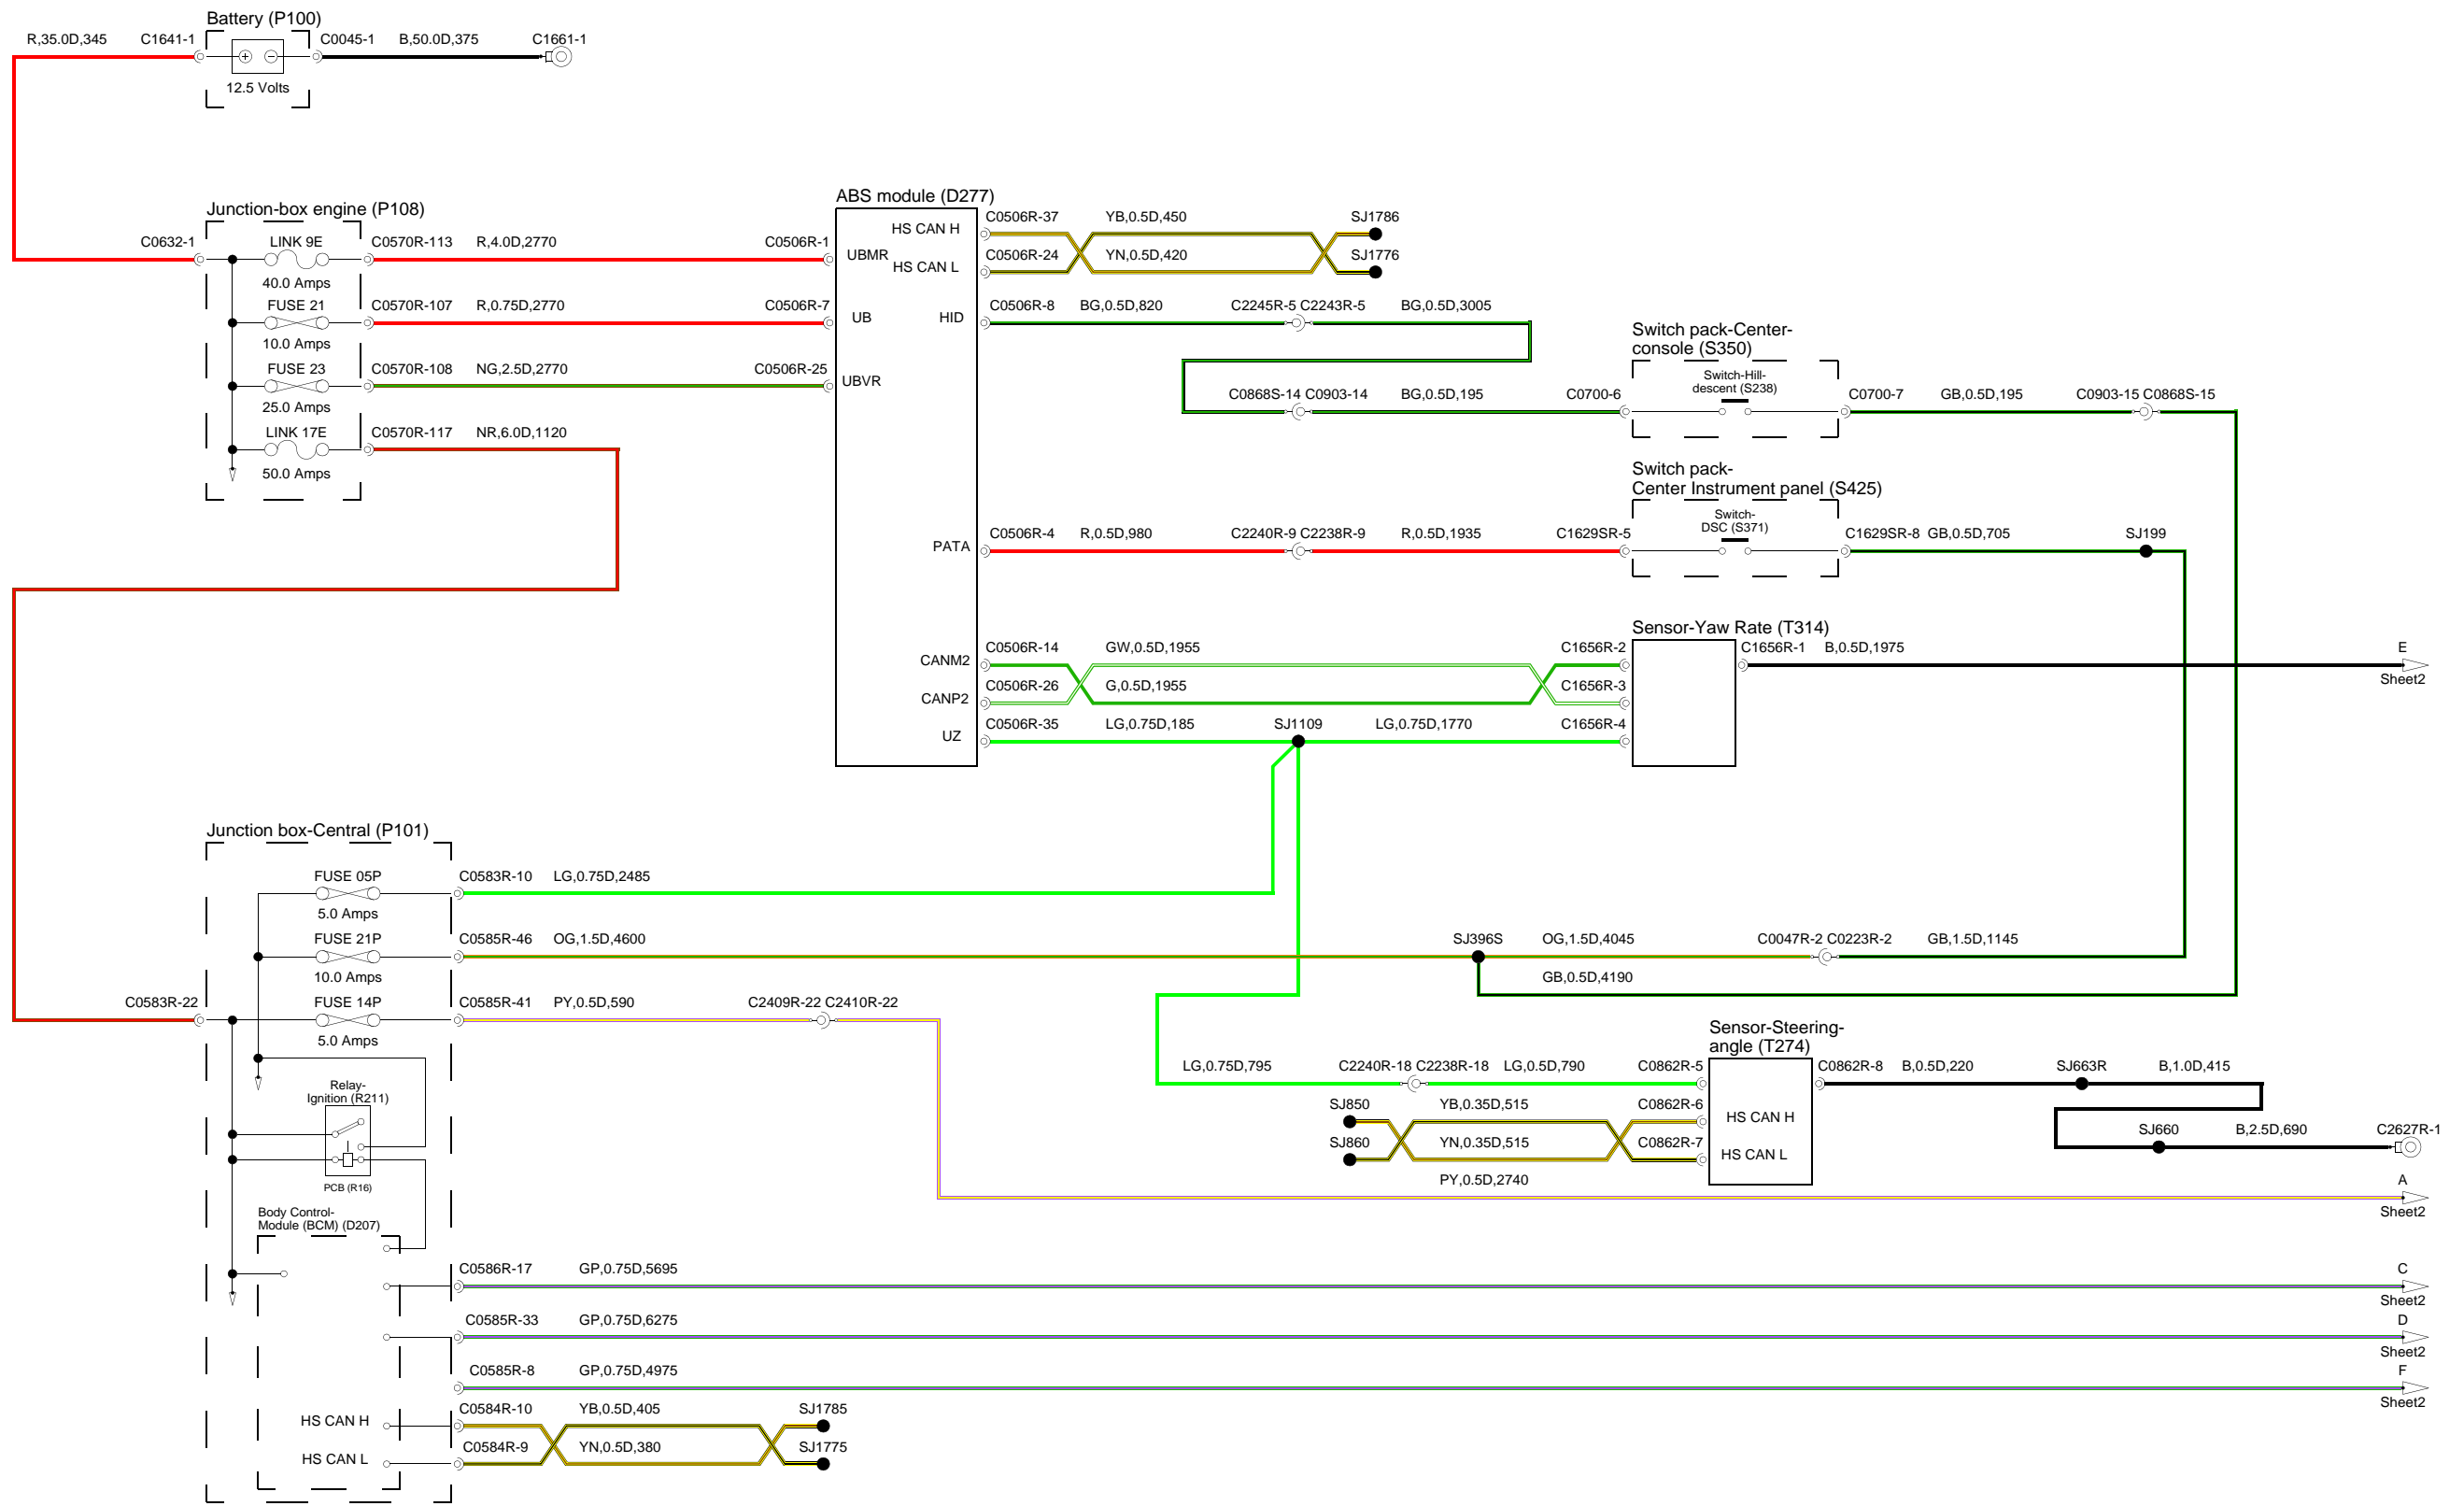 Battery (P100)
R,35.0D,345 C1641-1 C0045-1 B,50.0D,375 C1661-1
12.5 Volts
ABS module (D277)
Junction-box engine (P108)
C0506R-37 YB,0.5D,450 SJ1786
HS CAN H
C0632-1 LINK 9E C0570R-113 R,4.0D,2770 C0506R-1
UBMR
C0506R-24 YN,0.5D,420 SJ1776
HS CAN L
40.0 Amps
FUSE 21 C0570R-107 R,0.75D,2770 C0506R-7
UB HID
C0506R-8 BG,0.5D,820 C2245R-5 C2243R-5 BG,0.5D,3005
10.0 Amps
Switch pack-Center-
console (S350)
FUSE 23 C0570R-108 NG,2.5D,2770 C0506R-25
UBVR
Switch-Hill-
descent (S238)
C0868S-14 C0903-14 BG,0.5D,195 C0700-6 C0700-7 GB,0.5D,195 C0903-15 C0868S-15
25.0 Amps
LINK 17E C0570R-117 NR,6.0D,1120
50.0 Amps
Switch pack-
Center Instrument panel (S425)
Switch-
DSC (S371)
PATA
C0506R-4 R,0.5D,980 C2240R-9 C2238R-9 R,0.5D,1935 C1629SR-5 C1629SR-8 GB,0.5D,705 SJ199
Sensor-Yaw Rate (T314)
C0506R-14 GW,0.5D,1955 C1656R-2 C1656R-1 B,0.5D,1975 E
CANM2
Sheet2
C0506R-26 G,0.5D,1955 C1656R-3
CANP2
C0506R-35 LG,0.75D,185 SJ1109 LG,0.75D,1770 C1656R-4
UZ
Junction box-Central (P101)
FUSE 05P C0583R-10 LG,0.75D,2485
5.0 Amps
FUSE 21P C0585R-46 OG,1.5D,4600 SJ396S OG,1.5D,4045 C0047R-2 C0223R-2 GB,1.5D,1145
10.0 Amps
GB,0.5D,4190
C0583R-22 FUSE 14P C0585R-41 PY,0.5D,590 C2409R-22 C2410R-22
5.0 Amps
Sensor-Steering-
angle (T274)
LG,0.75D,795 C2240R-18 C2238R-18 LG,0.5D,790 C0862R-5 C0862R-8 B,0.5D,220 SJ663R B,1.0D,415
Relay-
Ignition (R211)
SJ850 YB,0.35D,515 C0862R-6
HS CAN H
SJ860 YN,0.35D,515 C0862R-7 SJ660 B,2.5D,690 C2627R-1
HS CAN L
PCB (R16)
PY,0.5D,2740 A
Sheet2
Body Control-
Module (BCM) (D207)
C0586R-17 GP,0.75D,5695 C
Sheet2
C0585R-33 GP,0.75D,6275 D
Sheet2
C0585R-8 GP,0.75D,4975 F
Sheet2
C0584R-10 YB,0.5D,405 SJ1785
HS CAN H
C0584R-9 YN,0.5D,380 SJ1775
HS CAN L